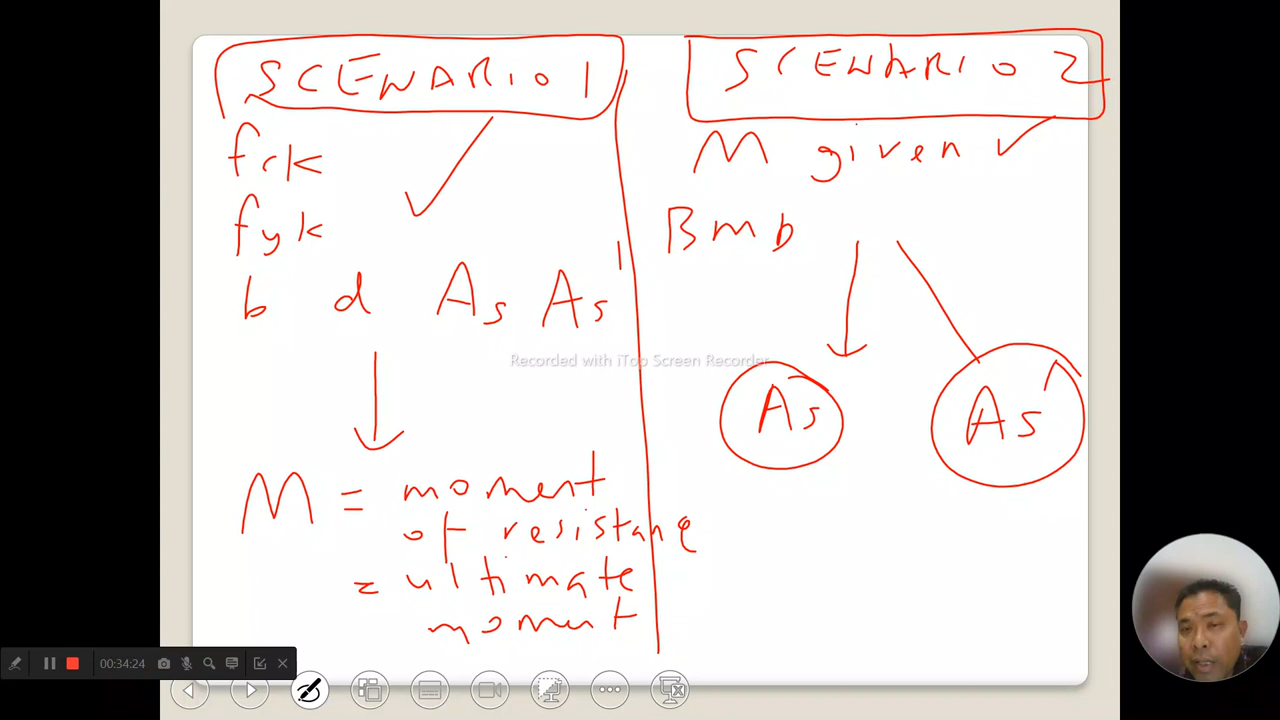 SCENARIO 1
fck
fyk
b d As As'
M = moment
of resistance
= ultimate
moment
SCENARIO 2
M given ✓
Bmb
As As'
Recorded with iTop Screen Recorder
00:34:24